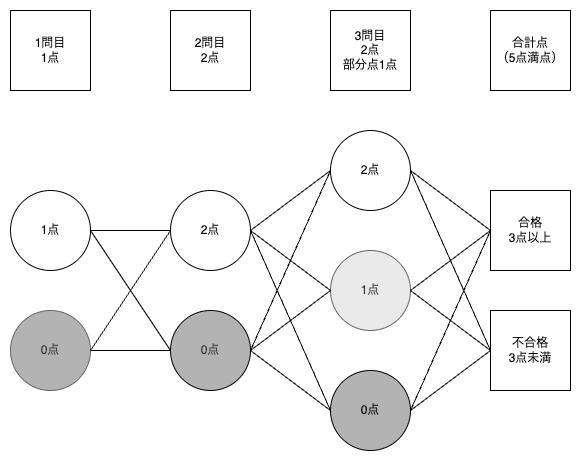 1問目
1点
2問目
2点
3問目
2点
部分点1点
合計点
（5点満点）
1点
0点
2点
0点
2点
1点
0点
合格
3点以上
不合格
3点未満